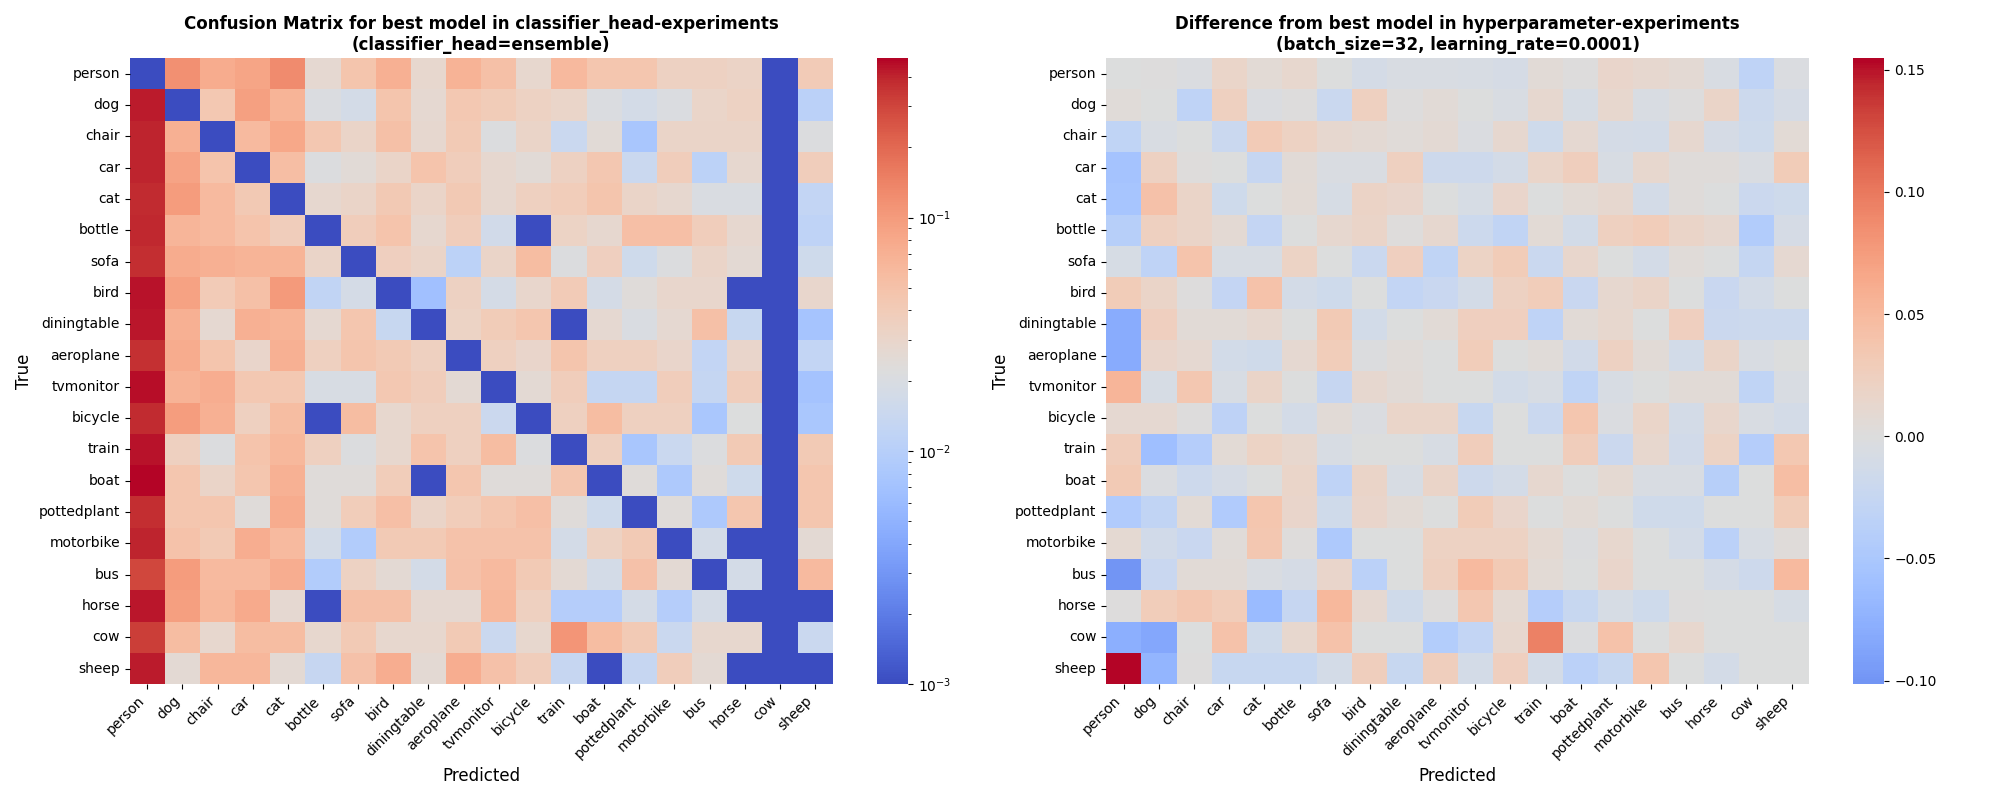 Confusion Matrix for best model in classifier_head-experiments
(classifier_head=ensemble)
True
person
dog
chair
car
cat
bottle
sofa
bird
diningtable
aeroplane
tvmonitor
bicycle
train
boat
pottedplant
motorbike
bus
horse
cow
sheep
person dog chair car cat bottle sofa bird diningtable aeroplane tvmonitor bicycle train boat pottedplant motorbike bus horse cow sheep
Predicted
10⁻¹
10⁻²
10⁻³
Difference from best model in hyperparameter-experiments
(batch_size=32, learning_rate=0.0001)
True
person
dog
chair
car
cat
bottle
sofa
bird
diningtable
aeroplane
tvmonitor
bicycle
train
boat
pottedplant
motorbike
bus
horse
cow
sheep
person dog chair car cat bottle sofa bird diningtable aeroplane tvmonitor bicycle train boat pottedplant motorbike bus horse cow sheep
Predicted
0.15
0.10
0.05
0.00
−0.05
−0.10